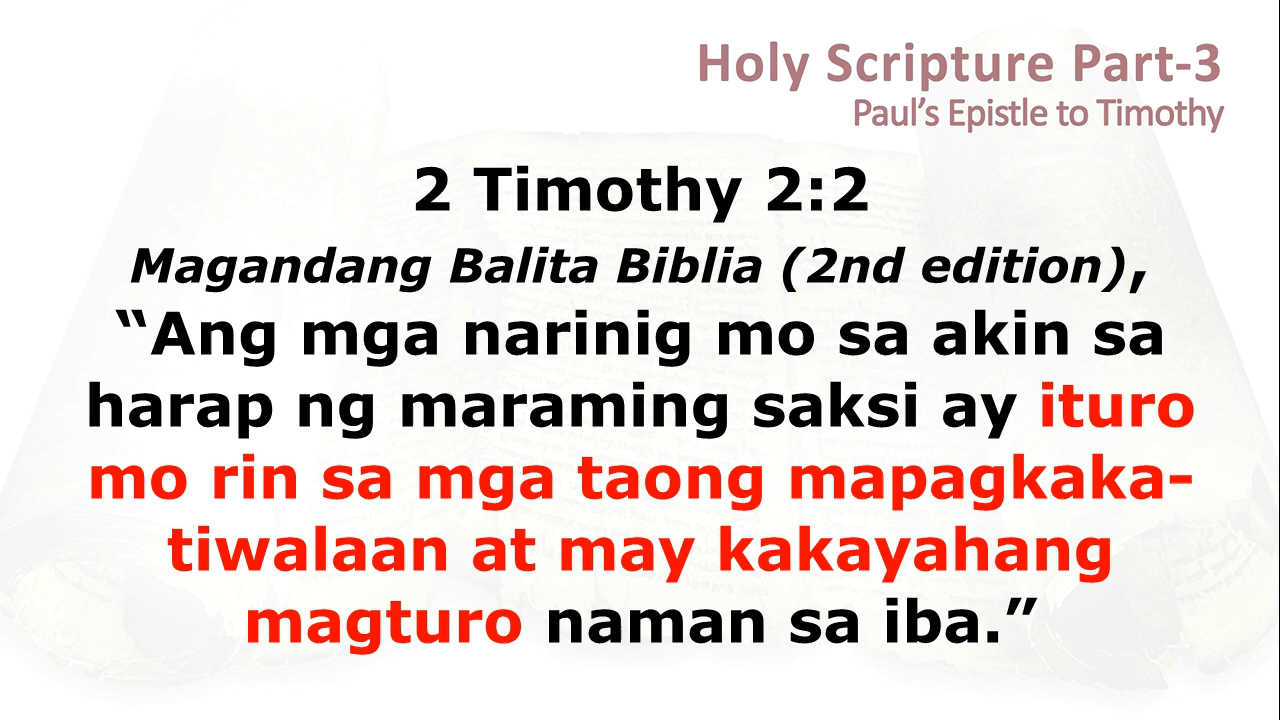 Holy Scripture Part-3
Paul’s Epistle to Timothy
2 Timothy 2:2
Magandang Balita Biblia (2nd edition),
“Ang mga narinig mo sa akin sa
harap ng maraming saksi ay ituro
mo rin sa mga taong mapagkaka-
tiwalaan at may kakayahang
magturo naman sa iba.”